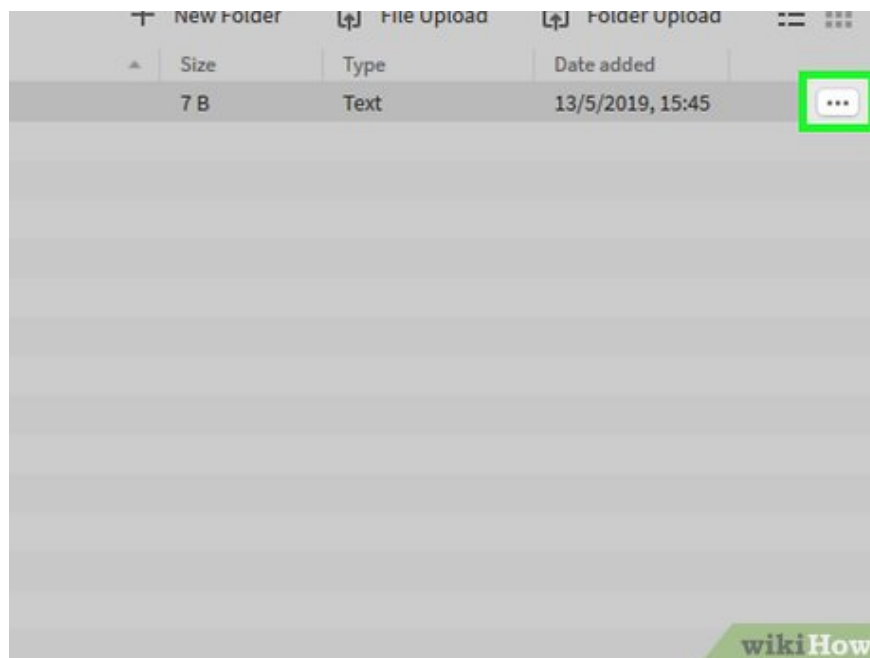 New Folder File Upload Folder Upload
Size Type Date added
7 B Text 13/5/2019, 15:45
wikiHow